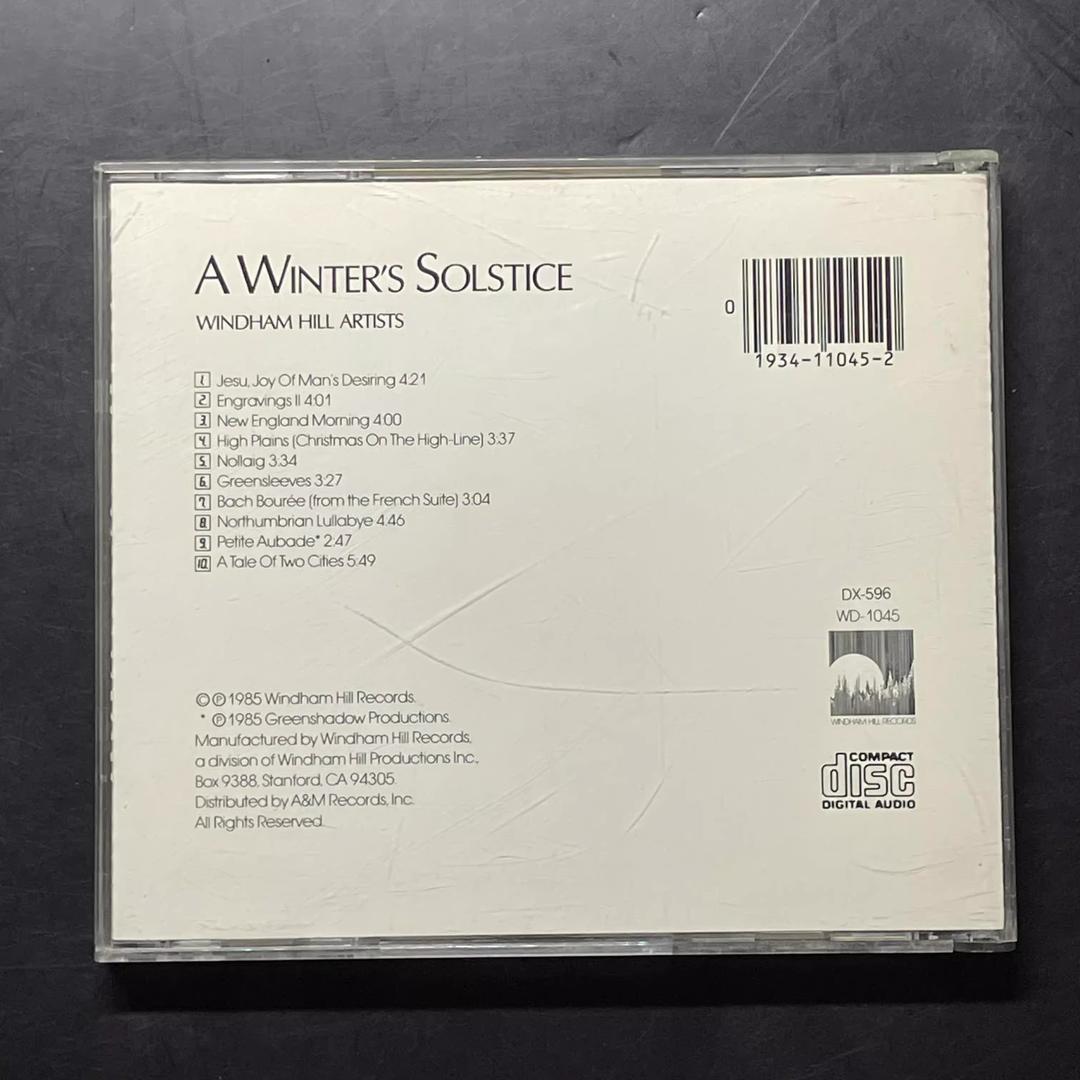 A WINTER'S SOLSTICE
WINDHAM HILL ARTISTS
0
1934-11045-2
1 Jesu, Joy Of Man's Desiring 4:21
2 Engravings II 4:01
3 New England Morning 4:00
4 High Plains (Christmas On The High-Line) 3:37
5 Nollaig 3:34
6 Greensleeves 3:27
7 Bach Bourée (from the French Suite) 3:04
8 Northumbrian Lullabye 4:46
9 Petite Aubade* 2:47
10 A Tale Of Two Cities 5:49
DX-596
WD-1045
WINDHAM HILL RECORDS
© ℗ 1985 Windham Hill Records.
* ℗ 1985 Greenshadow Productions.
Manufactured by Windham Hill Records,
a division of Windham Hill Productions Inc.,
Box 9388, Stanford, CA 94305.
Distributed by A&M Records, Inc.
All Rights Reserved.
COMPACT
disc
DIGITAL AUDIO